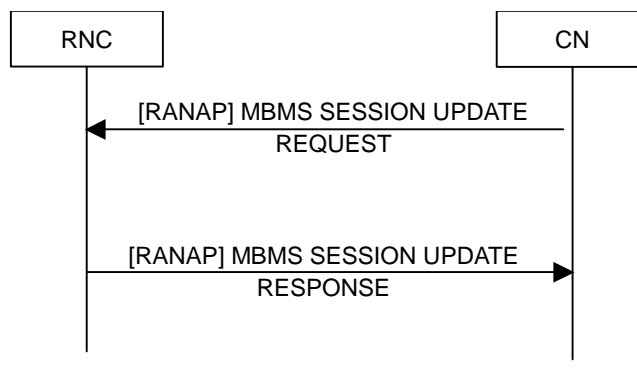 RNC
CN
[RANAP] MBMS SESSION UPDATE
REQUEST
[RANAP] MBMS SESSION UPDATE
RESPONSE